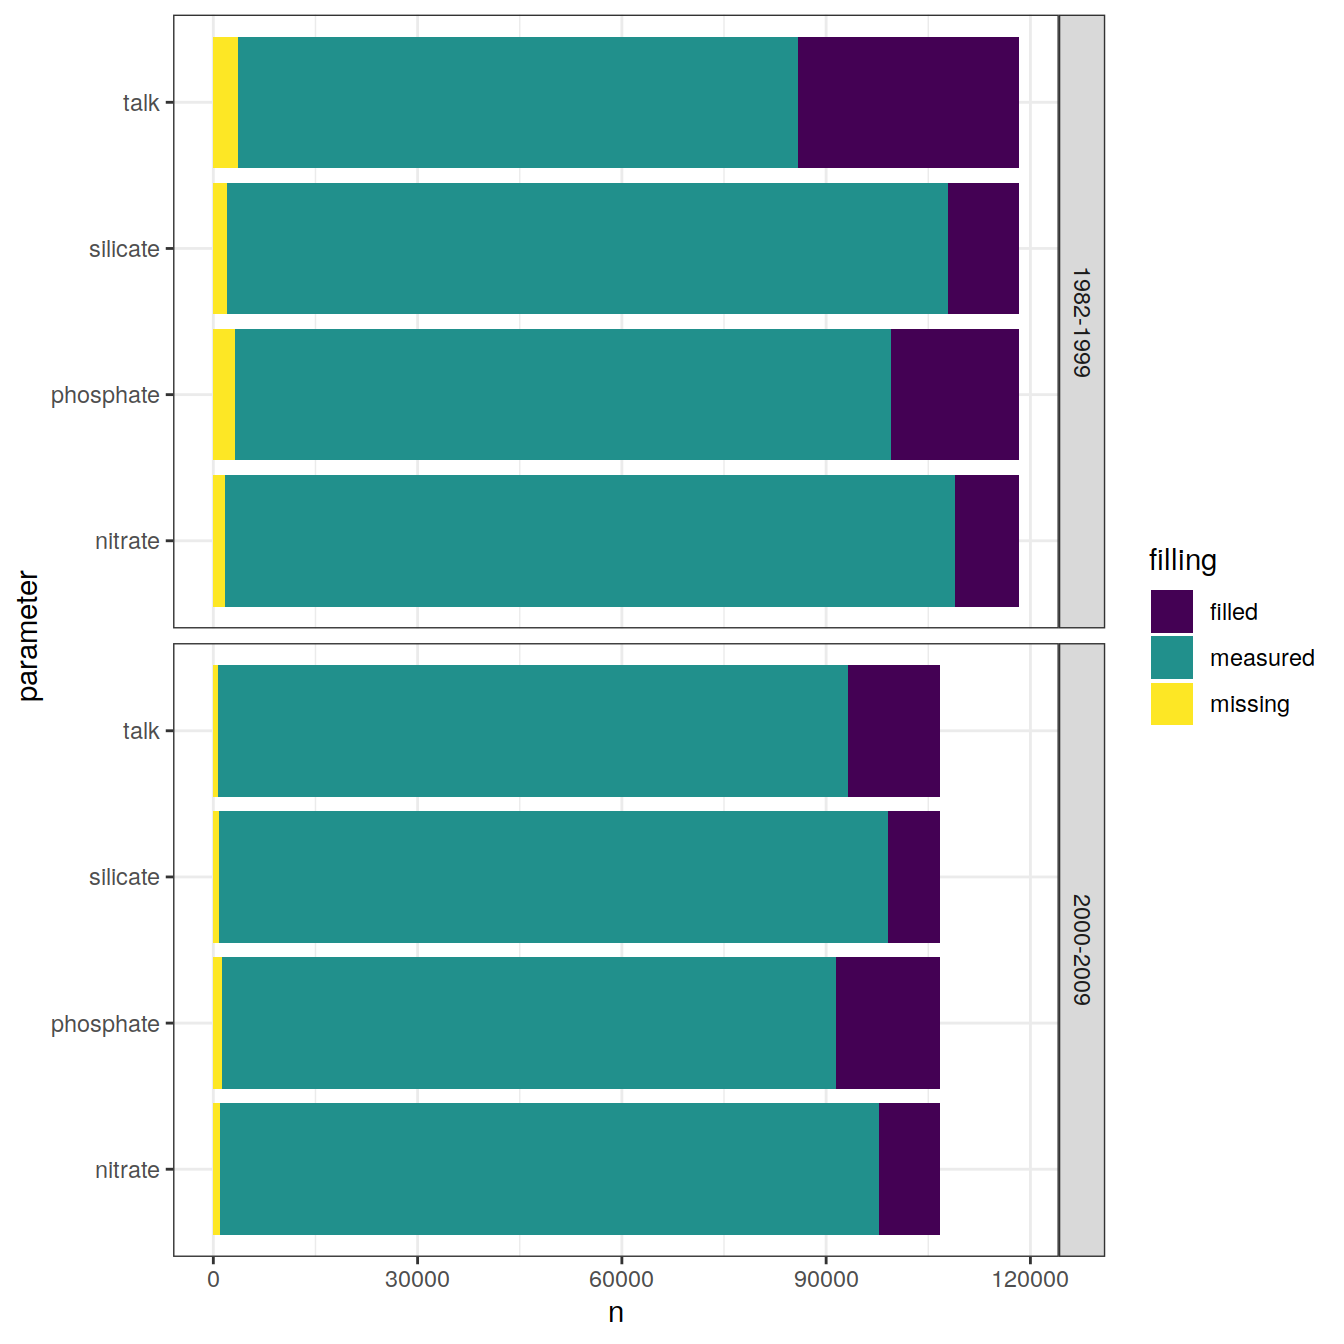 talk
silicate
phosphate
nitrate
1982-1999
talk
silicate
phosphate
nitrate
2000-2009
parameter
0 30000 60000 90000 120000
n
filling
filled
measured
missing